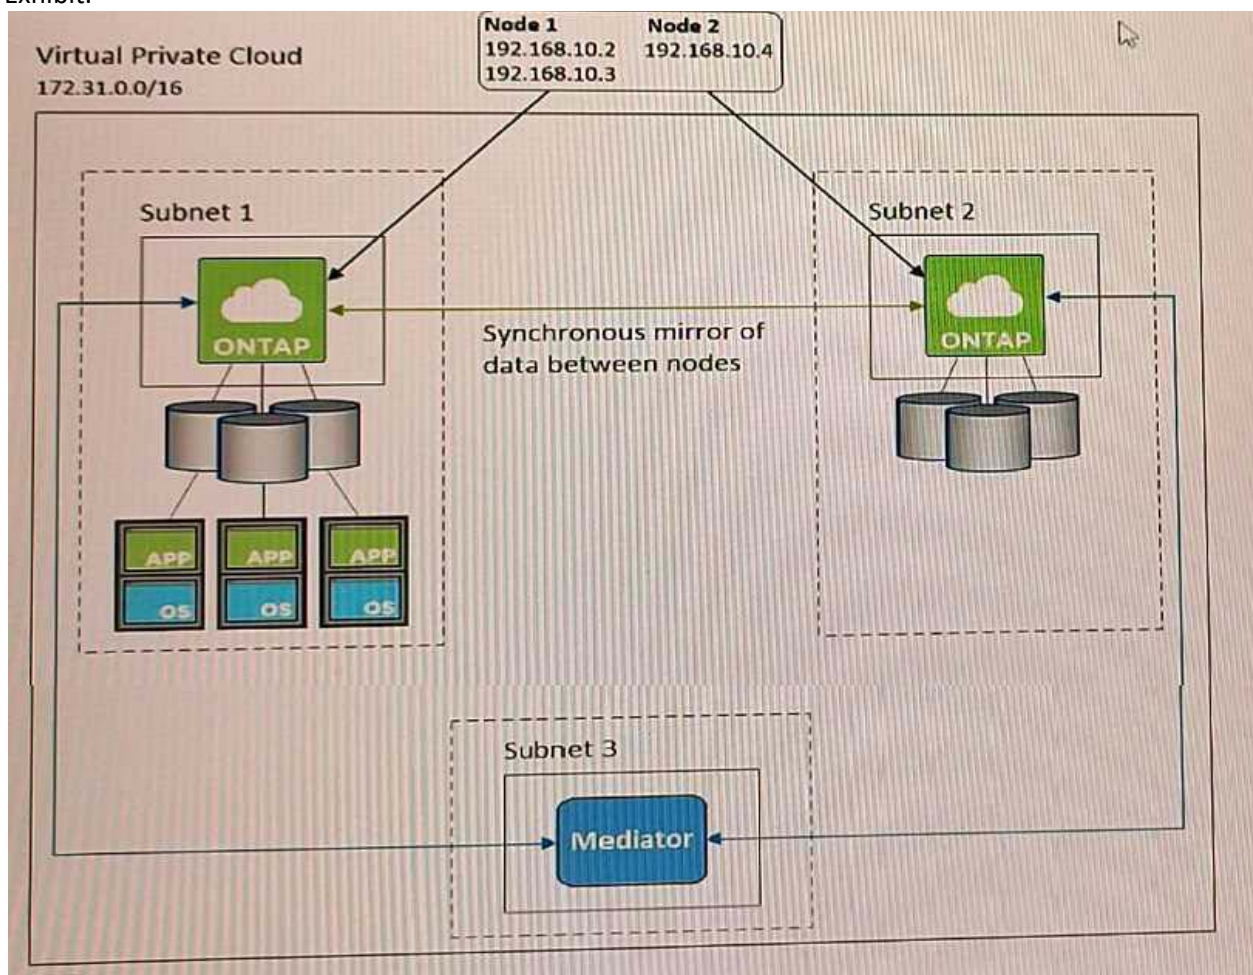 Exhibit:
Node 1 Node 2
192.168.10.2 192.168.10.4
192.168.10.3
Virtual Private Cloud
172.31.0.0/16
Subnet 1
Subnet 2
ONTAP
ONTAP
Synchronous mirror of
data between nodes
APP APP APP
OS OS OS
Subnet 3
Mediator